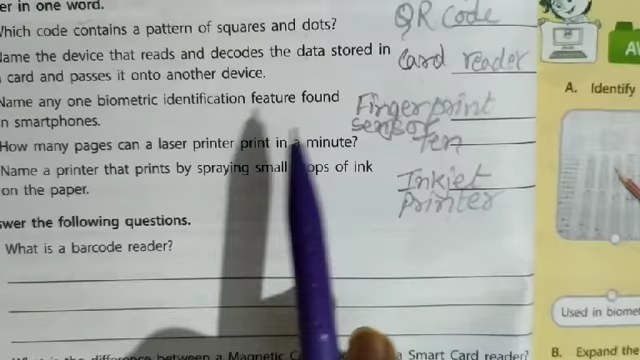 er in one word.
Which code contains a pattern of squares and dots? QR code
Name the device that reads and decodes the data stored in
card and passes it onto another device. Card reader
Name any one biometric identification feature found
in smartphones. Fingerprint sensor
How many pages can a laser printer print in a minute? Ten
Name a printer that prints by spraying small drops of ink
on the paper. Inkjet Printer
swer the following questions.
What is a barcode reader?
difference between a Magnetic a Smart Card reader?
A. Identify
Used in biome
B. Expand the